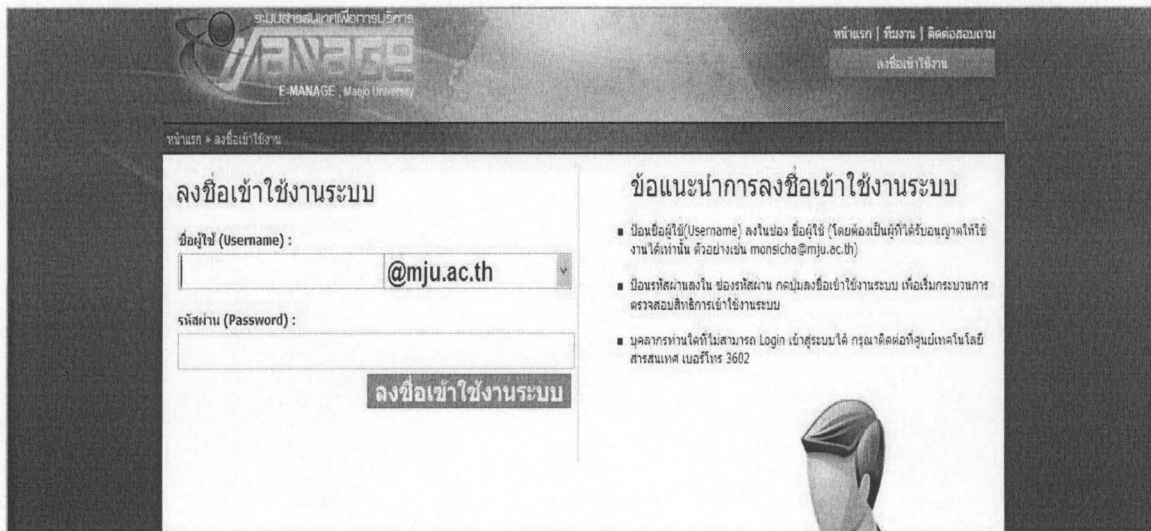 ระบบสารสนเทศเพื่อการบริหาร
MANAGE
E-MANAGE , Maejo University
หน้าแรก | ทีมงาน | ติดต่อสอบถาม
ลงชื่อเข้าใช้งาน
หน้าแรก » ลงชื่อเข้าใช้งาน
ลงชื่อเข้าใช้งานระบบ
ชื่อผู้ใช้ (Username) :
@mju.ac.th
รหัสผ่าน (Password) :
ลงชื่อเข้าใช้งานระบบ
ข้อแนะนำการลงชื่อเข้าใช้งานระบบ
■ ป้อนชื่อผู้ใช้(Username) ลงในช่อง ชื่อผู้ใช้ (โดยต้องเป็นผู้ที่ได้รับอนุญาตให้ใช้
งานได้เท่านั้น ตัวอย่างเช่น monsicha@mju.ac.th)
■ ป้อนรหัสผ่านลงใน ช่องรหัสผ่าน กดปุ่มลงชื่อเข้าใช้งานระบบ เพื่อเริ่มกระบวนการ
ตรวจสอบสิทธิการเข้าใช้งานระบบ
■ บุคลากรท่านใดที่ไม่สามารถ Login เข้าสู่ระบบได้ กรุณาติดต่อที่ศูนย์เทคโนโลยี
สารสนเทศ เบอร์โทร 3602